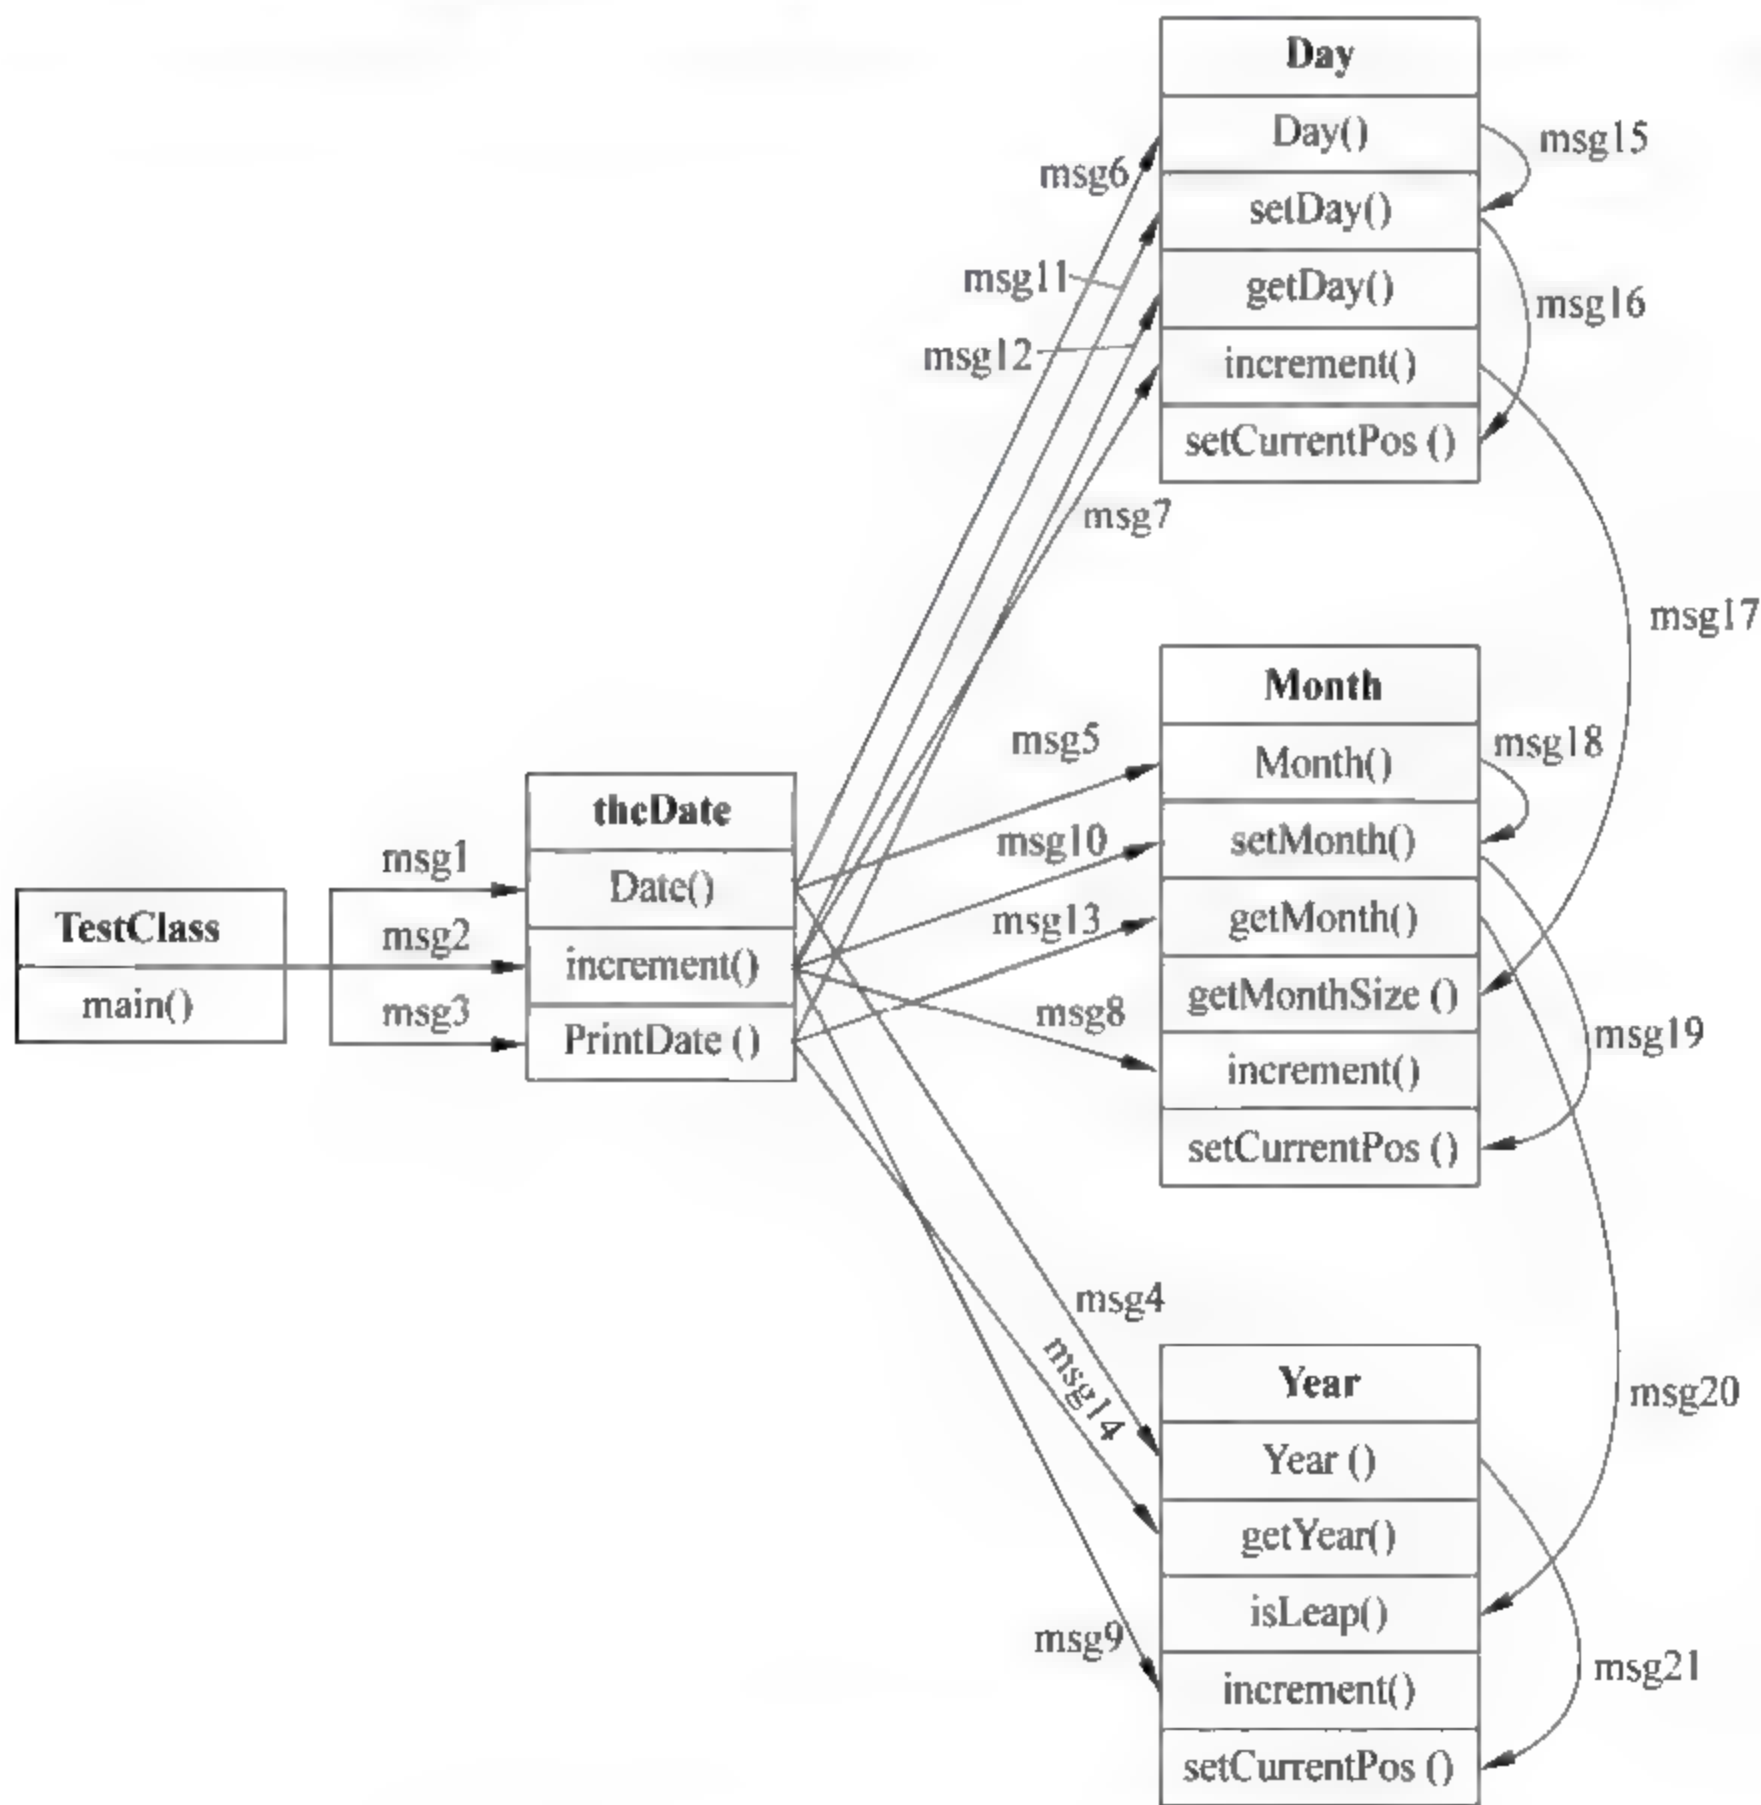 Day
Day()
setDay()
getDay()
increment()
setCurrentPos ()
msg15
msg16
msg6
msg11
msg12
msg7
msg17
Month
Month()
setMonth()
getMonth()
getMonthSize ()
increment()
setCurrentPos ()
msg5
msg18
msg10
msg13
msg8
msg19
theDate
Date()
increment()
PrintDate ()
msg1
msg2
msg3
TestClass
main()
msg4
msg14
msg9
msg20
msg21
Year
Year ()
getYear()
isLeap()
increment()
setCurrentPos ()